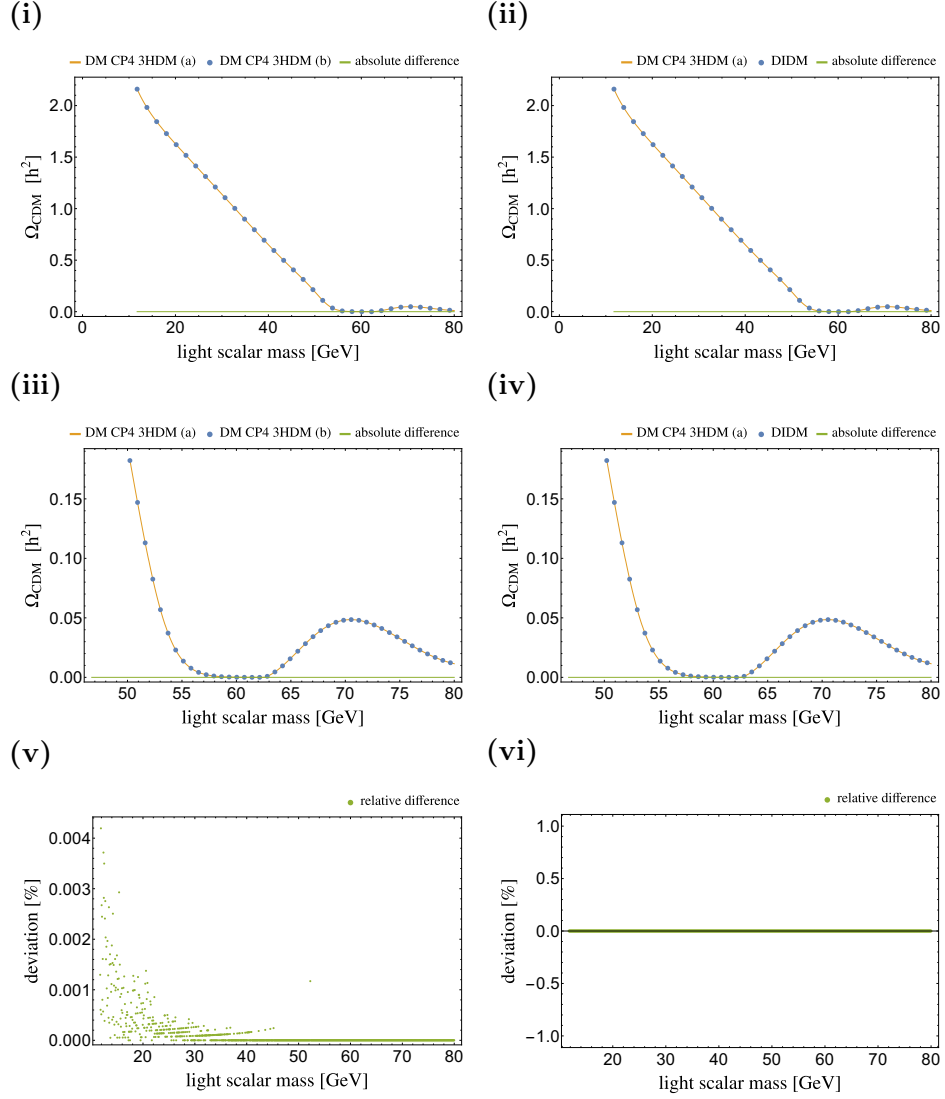 (i)
DM CP4 3HDM (a) DM CP4 3HDM (b) absolute difference
2.0
1.5
1.0
0.5
0.0
0 20 40 60 80
Ω_CDM [h²]
light scalar mass [GeV]
(ii)
DM CP4 3HDM (a) DIDM absolute difference
2.0
1.5
1.0
0.5
0.0
0 20 40 60 80
Ω_CDM [h²]
light scalar mass [GeV]
(iii)
DM CP4 3HDM (a) DM CP4 3HDM (b) absolute difference
0.15
0.10
0.05
0.00
50 55 60 65 70 75 80
Ω_CDM [h²]
light scalar mass [GeV]
(iv)
DM CP4 3HDM (a) DIDM absolute difference
0.15
0.10
0.05
0.00
50 55 60 65 70 75 80
Ω_CDM [h²]
light scalar mass [GeV]
(v)
relative difference
0.004
0.003
0.002
0.001
0.000
20 30 40 50 60 70 80
deviation [%]
light scalar mass [GeV]
(vi)
relative difference
1.0
0.5
0.0
−0.5
−1.0
20 30 40 50 60 70 80
deviation [%]
light scalar mass [GeV]